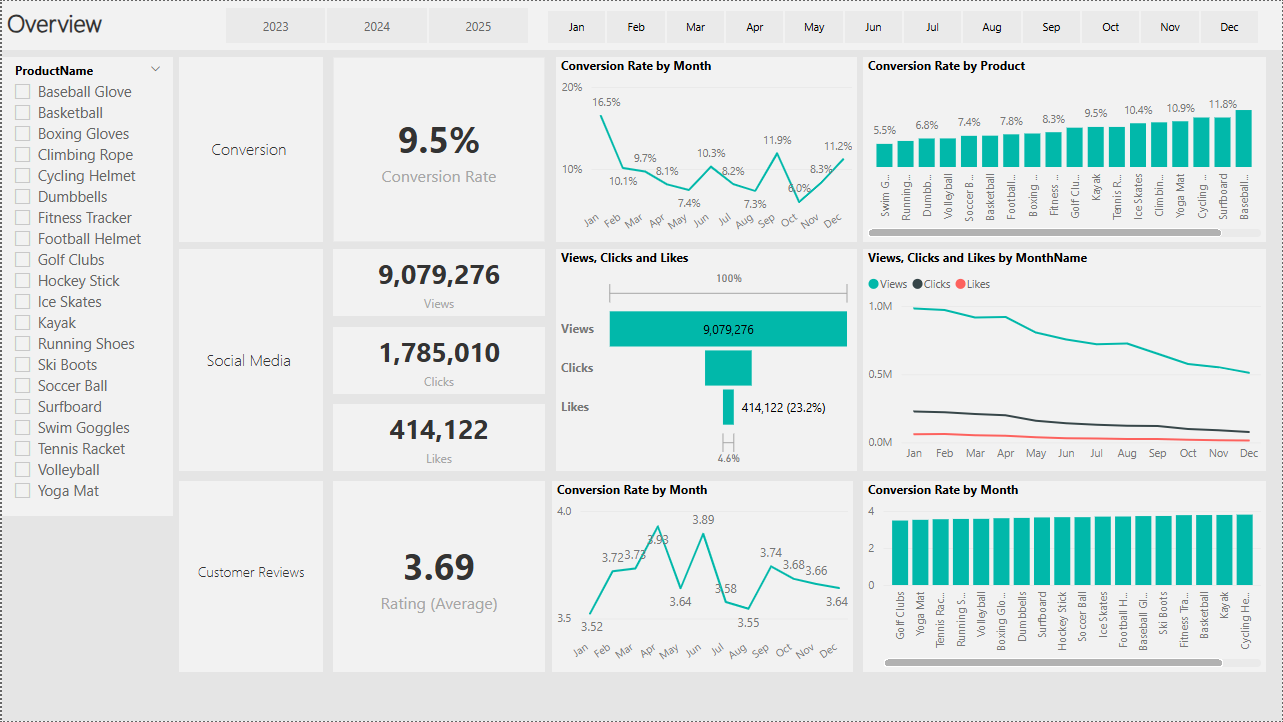 Overview
2023 2024 2025
Jan Feb Mar Apr May Jun Jul Aug Sep Oct Nov Dec
ProductName
Baseball Glove
Basketball
Boxing Gloves
Climbing Rope
Cycling Helmet
Dumbbells
Fitness Tracker
Football Helmet
Golf Clubs
Hockey Stick
Ice Skates
Kayak
Running Shoes
Ski Boots
Soccer Ball
Surfboard
Swim Goggles
Tennis Racket
Volleyball
Yoga Mat
Conversion
9.5%
Conversion Rate
Conversion Rate by Month
20%
10%
16.5%
10.1%
9.7%
8.1%
7.4%
10.3%
8.2%
7.3%
11.9%
6.0%
8.3%
11.2%
Jan Feb Mar Apr May Jun Jul Aug Sep Oct Nov Dec
Conversion Rate by Product
5.5% 6.8% 7.4% 7.8% 8.3% 9.5% 10.4% 10.9% 11.8%
Swim G...
Running...
Dumbb...
Volleyball
Soccer B...
Basketball
Football...
Boxing ...
Fitness ...
Golf Clu...
Kayak
Tennis R...
Ice Skates
Climbin...
Yoga Mat
Cycling ...
Surfboard
Baseball...
Social Media
9,079,276
Views
1,785,010
Clicks
414,122
Likes
Views, Clicks and Likes
100%
Views 9,079,276
Clicks
Likes 414,122 (23.2%)
4.6%
Views, Clicks and Likes by MonthName
Views Clicks Likes
1.0M
0.5M
0.0M
Jan Feb Mar Apr May Jun Jul Aug Sep Oct Nov Dec
Customer Reviews
3.69
Rating (Average)
Conversion Rate by Month
4.0
3.5
3.52
3.72
3.73
3.93
3.64
3.89
3.58
3.55
3.74
3.68
3.66
3.64
Jan Feb Mar Apr May Jun Jul Aug Sep Oct Nov Dec
Conversion Rate by Month
4
2
0
Golf Clubs
Yoga Mat
Tennis Rac...
Running S...
Volleyball
Boxing Glo...
Dumbbells
Surfboard
Hockey Stick
Soccer Ball
Ice Skates
Football H...
Baseball Gl...
Ski Boots
Fitness Tra...
Basketball
Kayak
Cycling He...